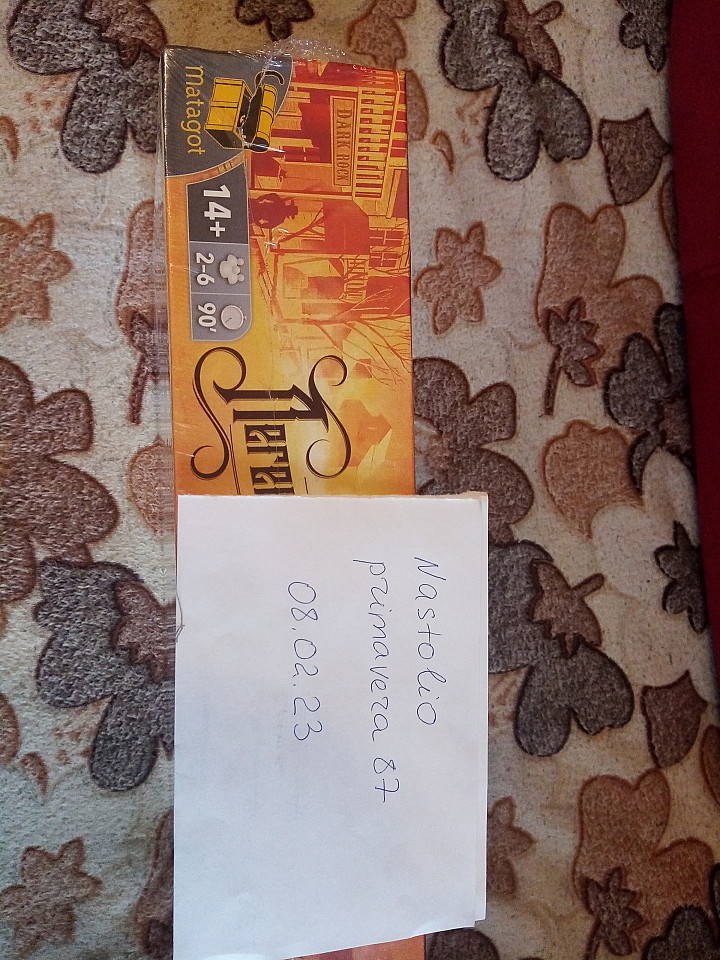 matagot
DARK ROCK
14+
2-6
90'
Nastolio
primavera 87
08.02.23